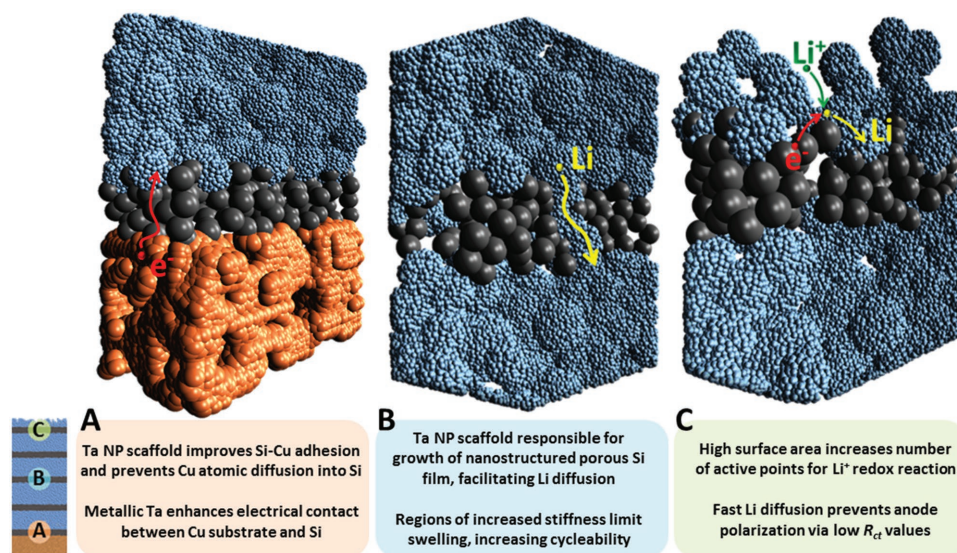 Li⁺
Li
e⁻
Li
e⁻
A
B
C
C
B
A
Ta NP scaffold improves Si-Cu adhesion
and prevents Cu atomic diffusion into Si
Metallic Ta enhances electrical contact
between Cu substrate and Si
Ta NP scaffold responsible for
growth of nanostructured porous Si
film, facilitating Li diffusion
Regions of increased stiffness limit
swelling, increasing cycleability
High surface area increases number
of active points for Li⁺ redox reaction
Fast Li diffusion prevents anode
polarization via low R_ct values